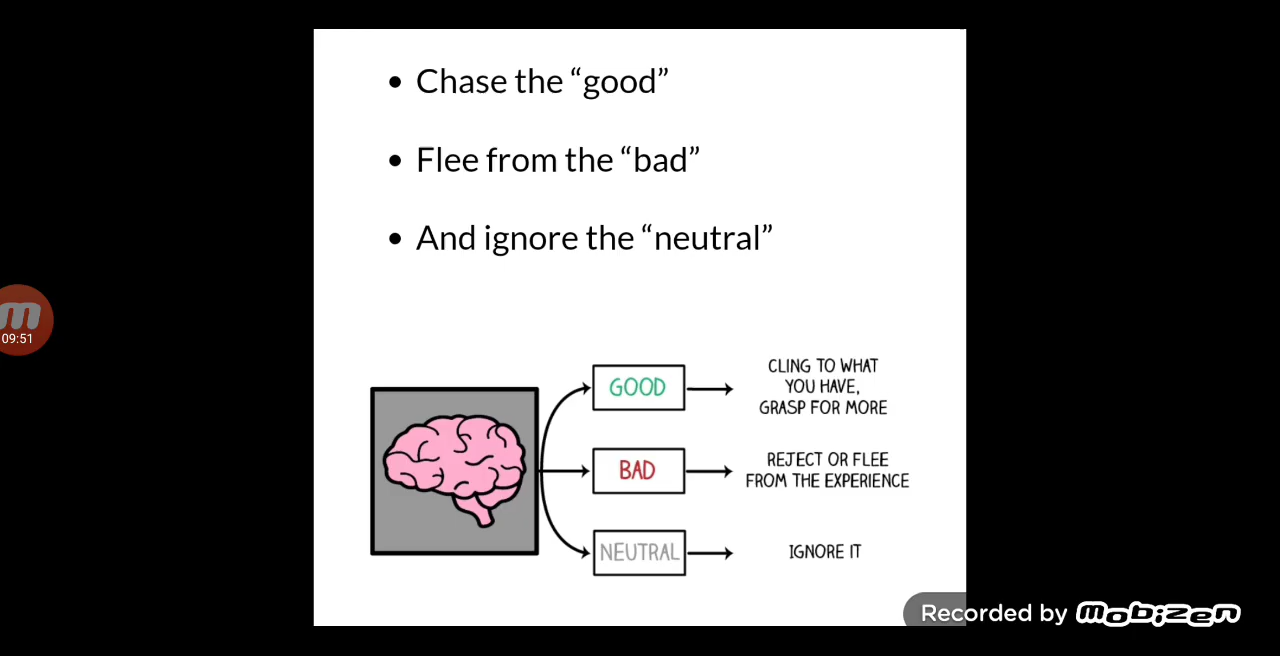 Chase the “good”
Flee from the “bad”
And ignore the “neutral”
CLING TO WHAT
YOU HAVE,
GRASP FOR MORE
GOOD
REJECT OR FLEE
FROM THE EXPERIENCE
BAD
NEUTRAL
IGNORE IT
09:51
Recorded by mobizen